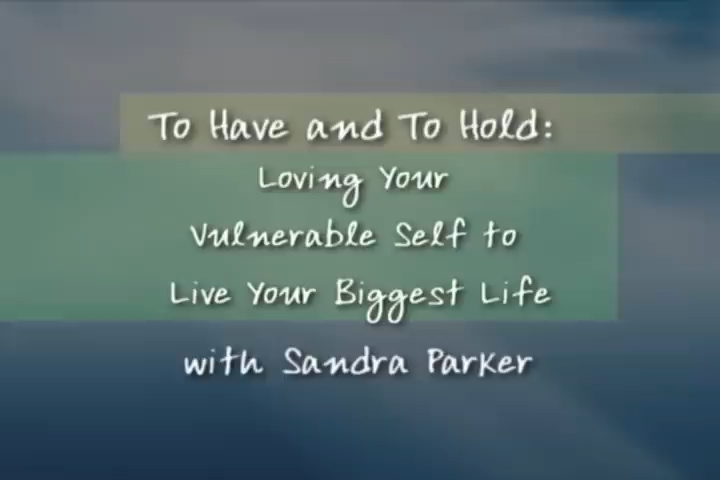 To Have and To Hold:
Loving Your
Vulnerable Self to
Live Your Biggest Life
with Sandra Parker